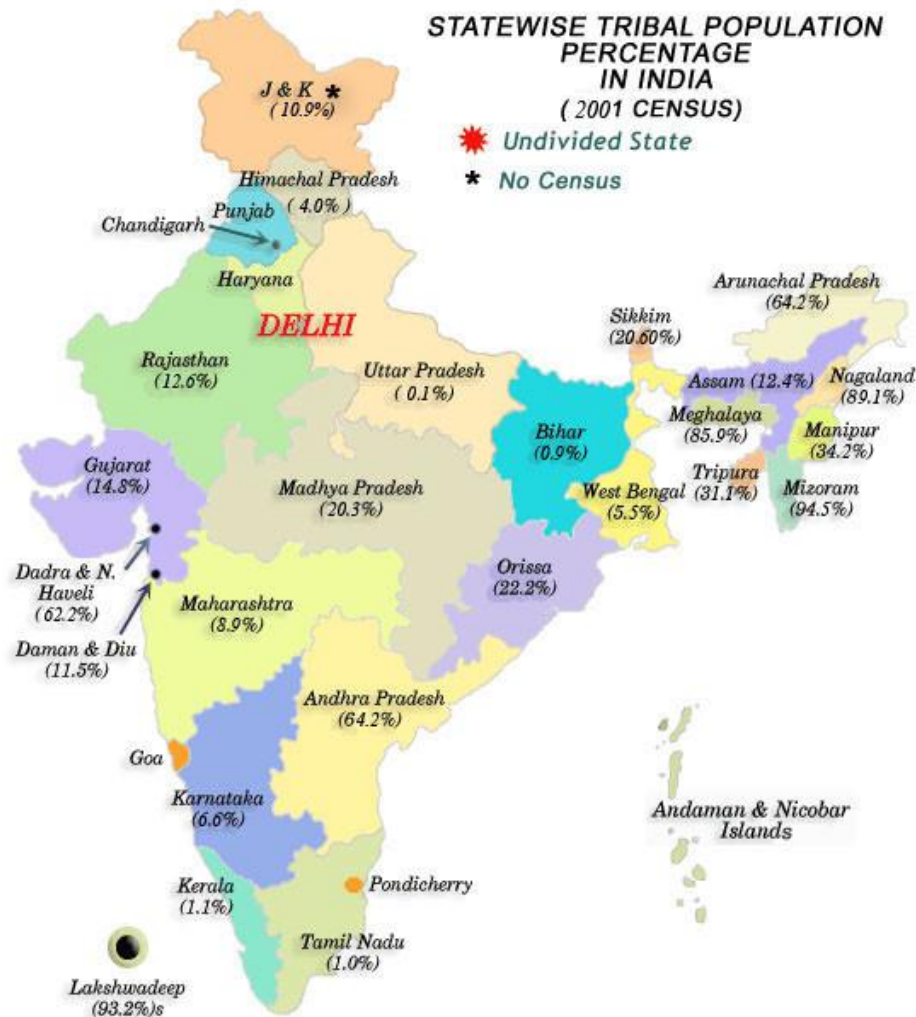 STATEWISE TRIBAL POPULATION
PERCENTAGE
IN INDIA
( 2001 CENSUS)
Undivided State
* No Census
J & K *
( 10.9%)
Himachal Pradesh
( 4.0% )
Punjab
Chandigarh
Haryana
DELHI
Rajasthan
(12.6%)
Uttar Pradesh
( 0.1%)
Sikkim
(20.60%)
Arunachal Pradesh
(64.2%)
Assam (12.4%)
Nagaland
(89.1%)
Meghalaya
(85.9%)
Manipur
(34.2%)
Tripura
(31.1%)
Mizoram
(94.5%)
Bihar
(0.9%)
West Bengal
(5.5%)
Gujarat
(14.8%)
Madhya Pradesh
(20.3%)
Orissa
(22.2%)
Dadra & N.
Haveli
(62.2%)
Daman & Diu
(11.5%)
Maharashtra
(8.9%)
Andhra Pradesh
(64.2%)
Goa
Karnataka
(6.6%)
Andaman & Nicobar
Islands
Kerala
(1.1%)
Pondicherry
Tamil Nadu
(1.0%)
Lakshwadeep
(93.2%)s